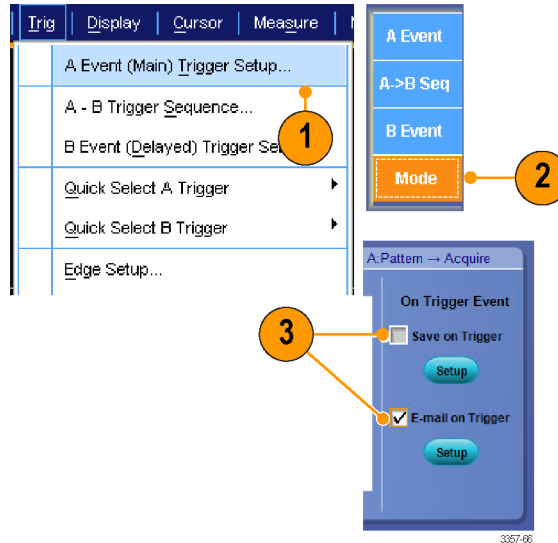 Trig Display Cursor Measure
A Event (Main) Trigger Setup...
A - B Trigger Sequence...
B Event (Delayed) Trigger
Quick Select A Trigger
Quick Select B Trigger
Edge Setup...
1
A Event
A->B Seq
B Event
Mode
2
A:Pattern → Acquire
On Trigger Event
Save on Trigger
Setup
3
E-mail on Trigger
Setup
3357-66